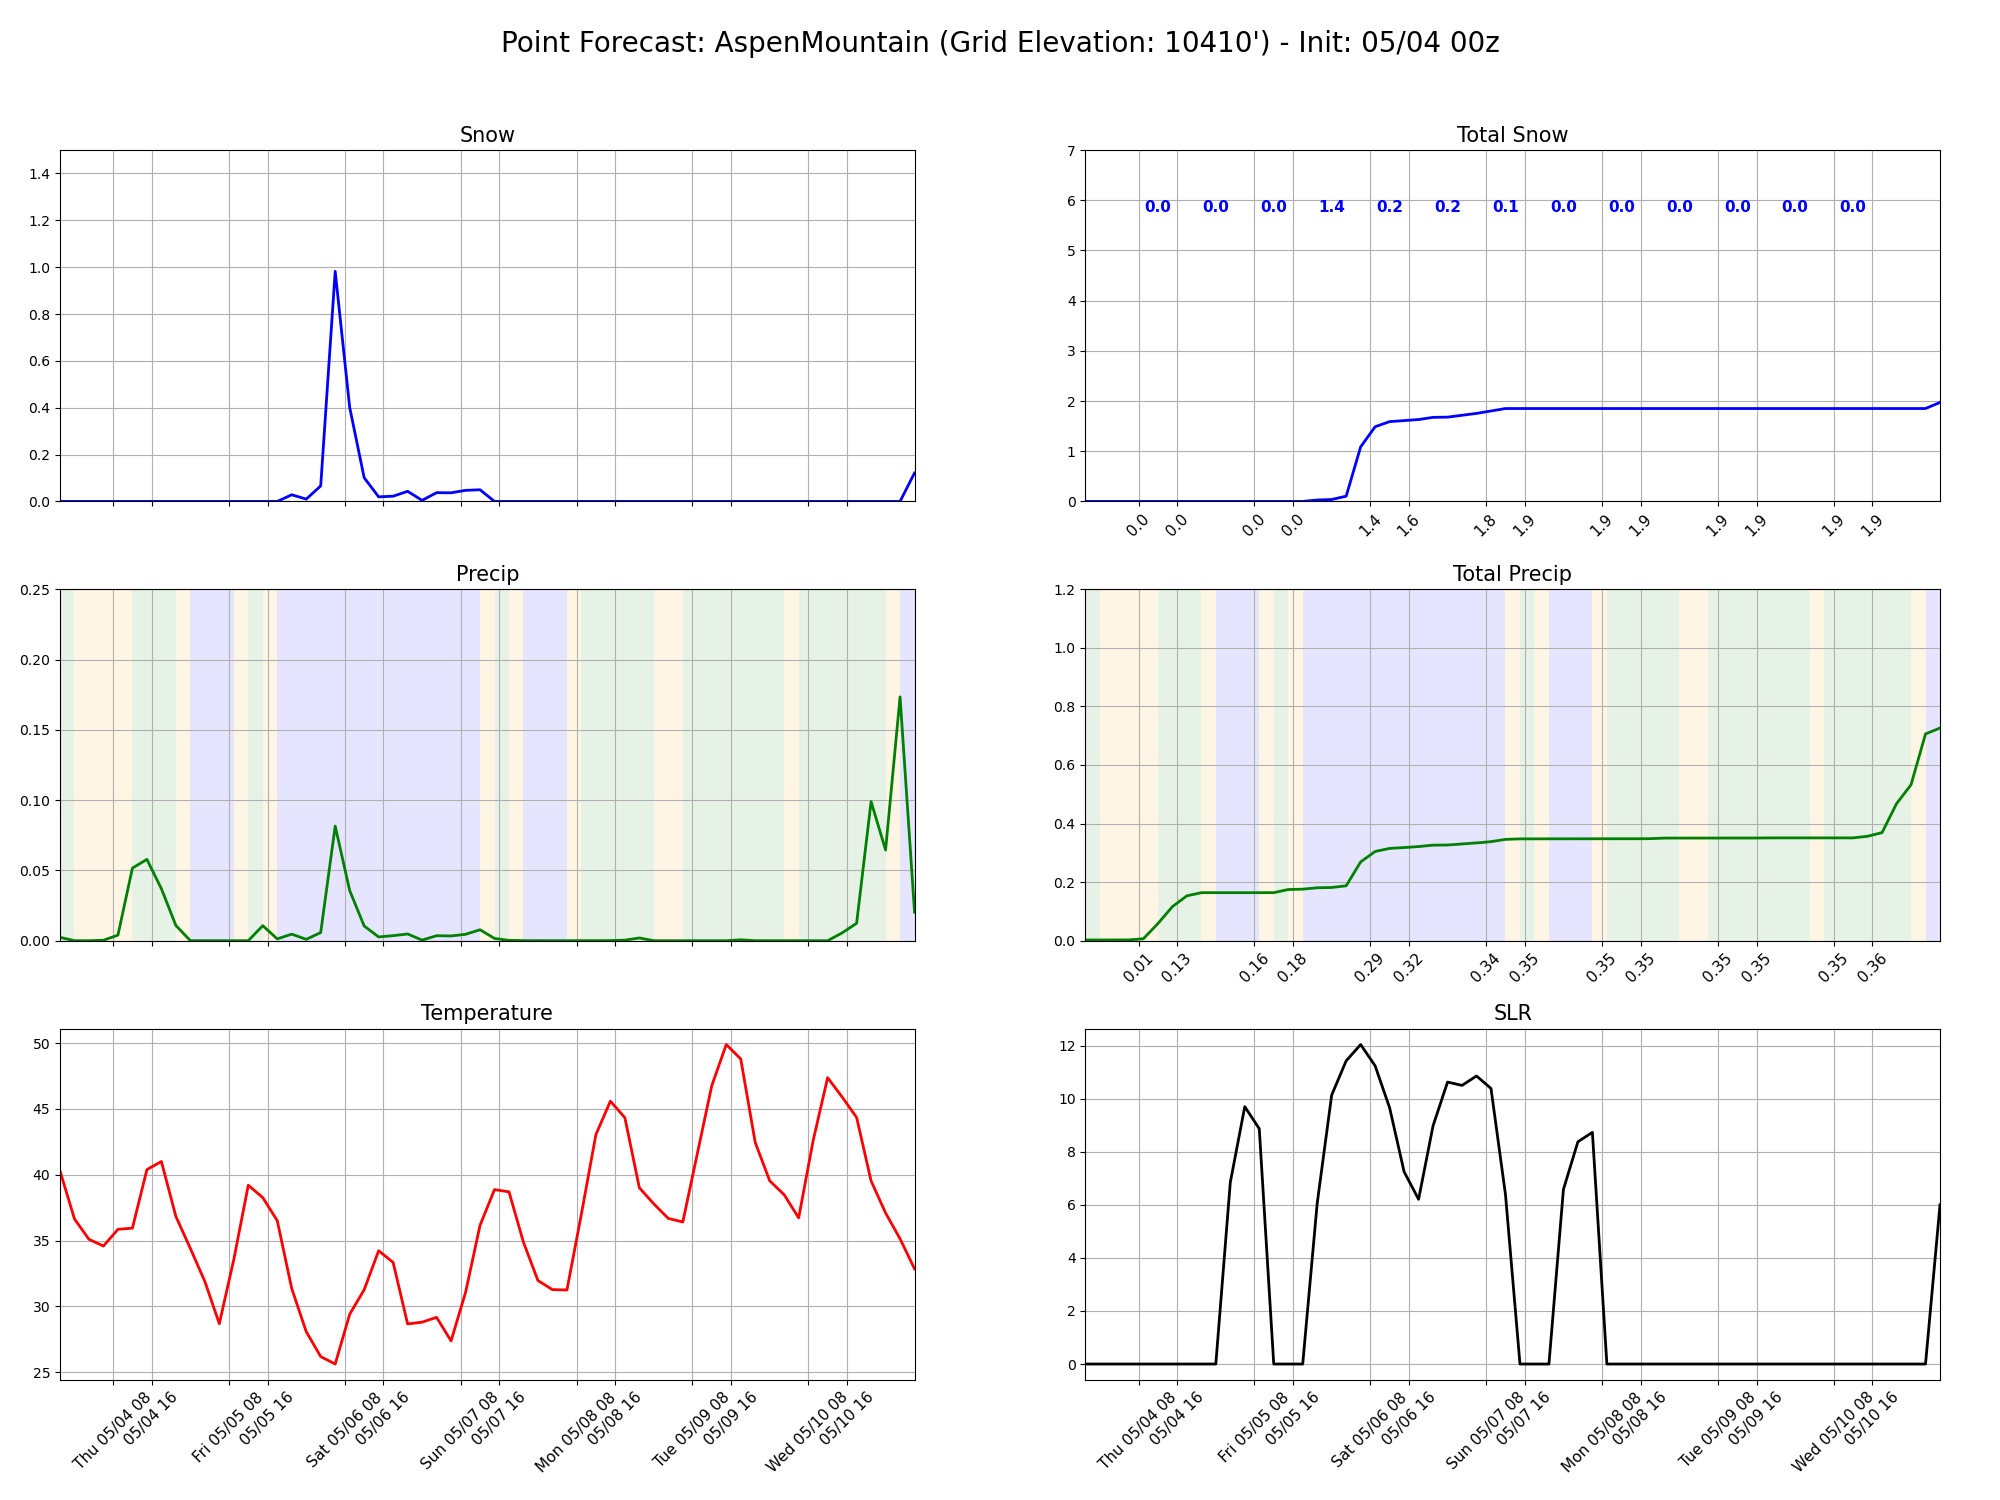 Point Forecast: AspenMountain (Grid Elevation: 10410') - Init: 05/04 00z
Snow
1.4
1.2
1.0
0.8
0.6
0.4
0.2
0.0
Total Snow
7
6
5
4
3
2
1
0
0.0 0.0 0.0 1.4 0.2 0.2 0.1 0.0 0.0 0.0 0.0 0.0 0.0
0.0 0.0 0.0 0.0 1.4 1.6 1.8 1.9 1.9 1.9 1.9 1.9 1.9 1.9
Precip
0.25
0.20
0.15
0.10
0.05
0.00
Total Precip
1.2
1.0
0.8
0.6
0.4
0.2
0.0
0.01 0.13 0.16 0.18 0.29 0.32 0.34 0.35 0.35 0.35 0.35 0.35 0.35 0.36
Temperature
50
45
40
35
30
25
Thu 05/04 08
05/04 16
Fri 05/05 08
05/05 16
Sat 05/06 08
05/06 16
Sun 05/07 08
05/07 16
Mon 05/08 08
05/08 16
Tue 05/09 08
05/09 16
Wed 05/10 08
05/10 16
SLR
12
10
8
6
4
2
0
Thu 05/04 08
05/04 16
Fri 05/05 08
05/05 16
Sat 05/06 08
05/06 16
Sun 05/07 08
05/07 16
Mon 05/08 08
05/08 16
Tue 05/09 08
05/09 16
Wed 05/10 08
05/10 16